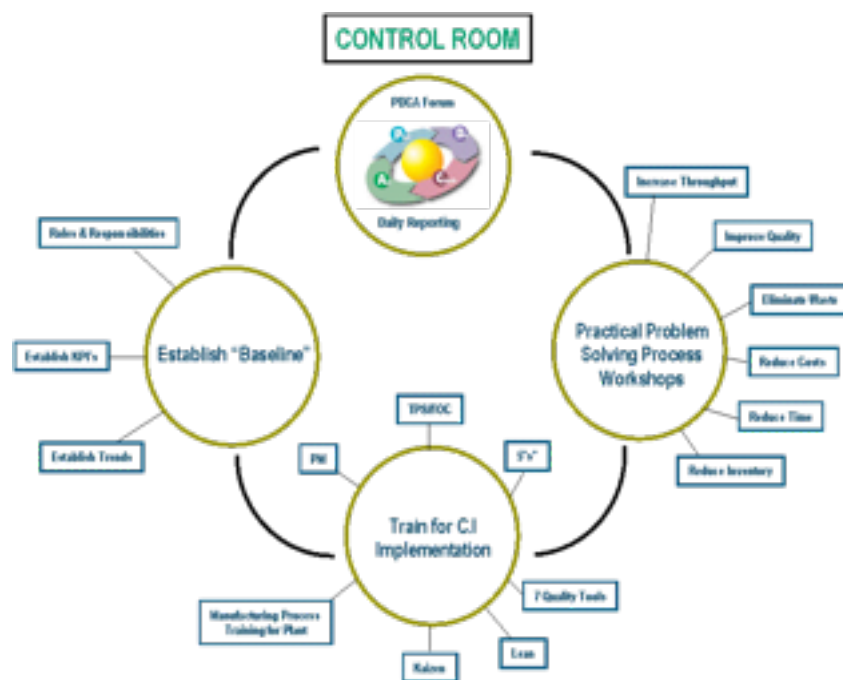 CONTROL ROOM
PDCA Forum
Daily Reporting
Increase Throughput
Improve Quality
Eliminate Waste
Reduce Costs
Reduce Time
Reduce Inventory
Practical Problem
Solving Process
Workshops
Roles & Responsibilities
Establish KPI's
Establish Trends
Establish "Baseline"
PM
5"s"
Train for C.I
Implementation
7 Quality Tools
Lean
Kaizen
Manufacturing Process
Training for Plant